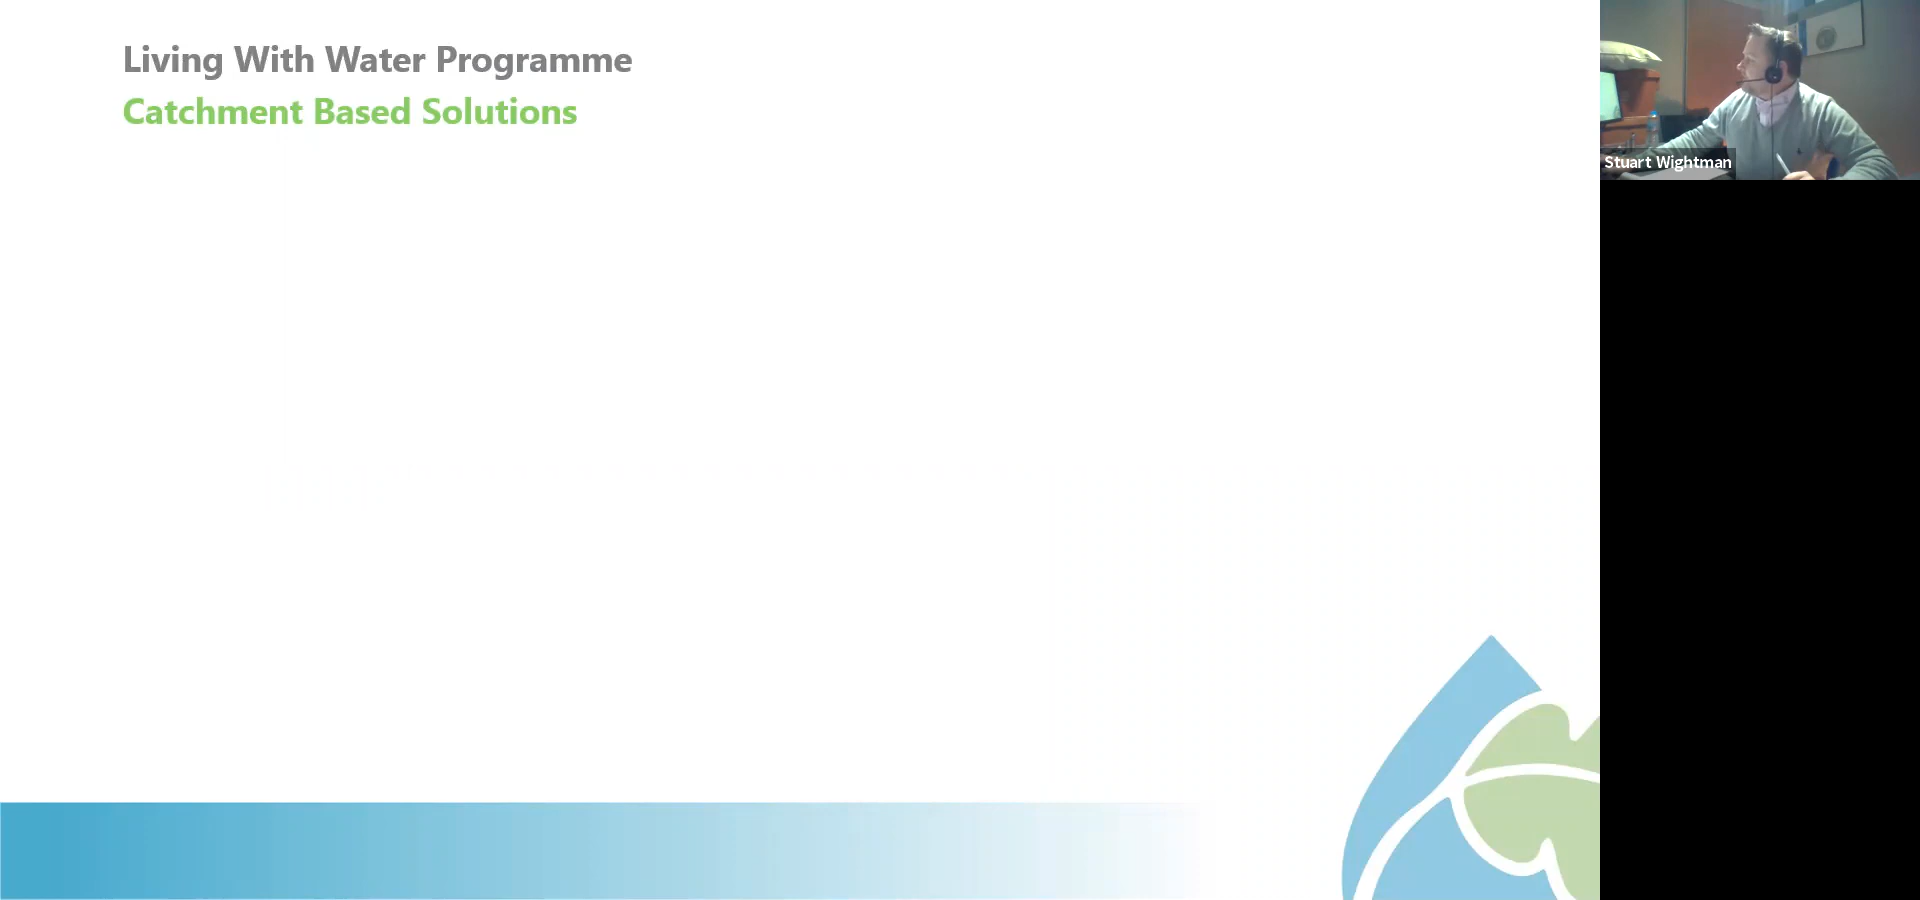 Living With Water Programme
Catchment Based Solutions
Stuart Wightman